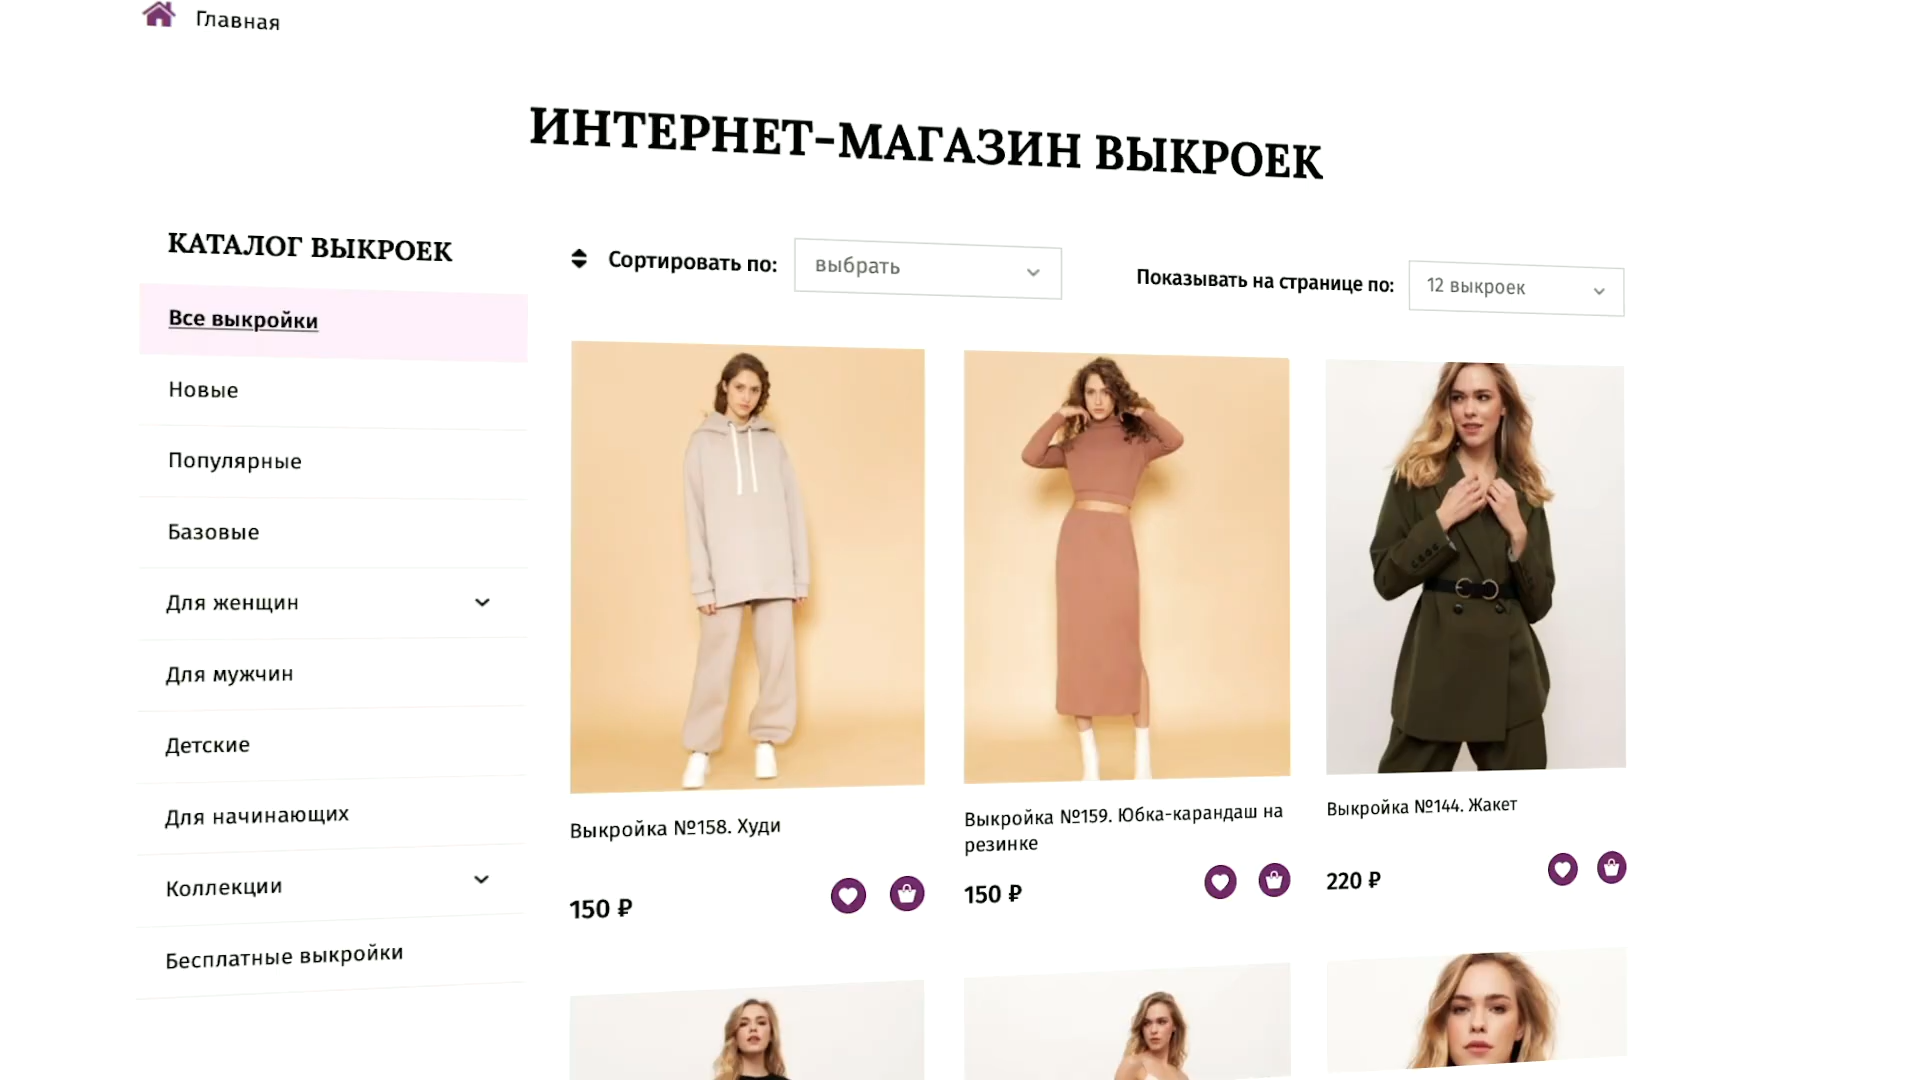 Главная
ИНТЕРНЕТ-МАГАЗИН ВЫКРОЕК
КАТАЛОГ ВЫКРОЕК
Все выкройки
Новые
Популярные
Базовые
Для женщин
Для мужчин
Детские
Для начинающих
Коллекции
Бесплатные выкройки
Сортировать по: выбрать
Показывать на странице по: 12 выкроек
Выкройка №158. Худи
150 ₽
Выкройка №159. Юбка-карандаш на
резинке
150 ₽
Выкройка №144. Жакет
220 ₽